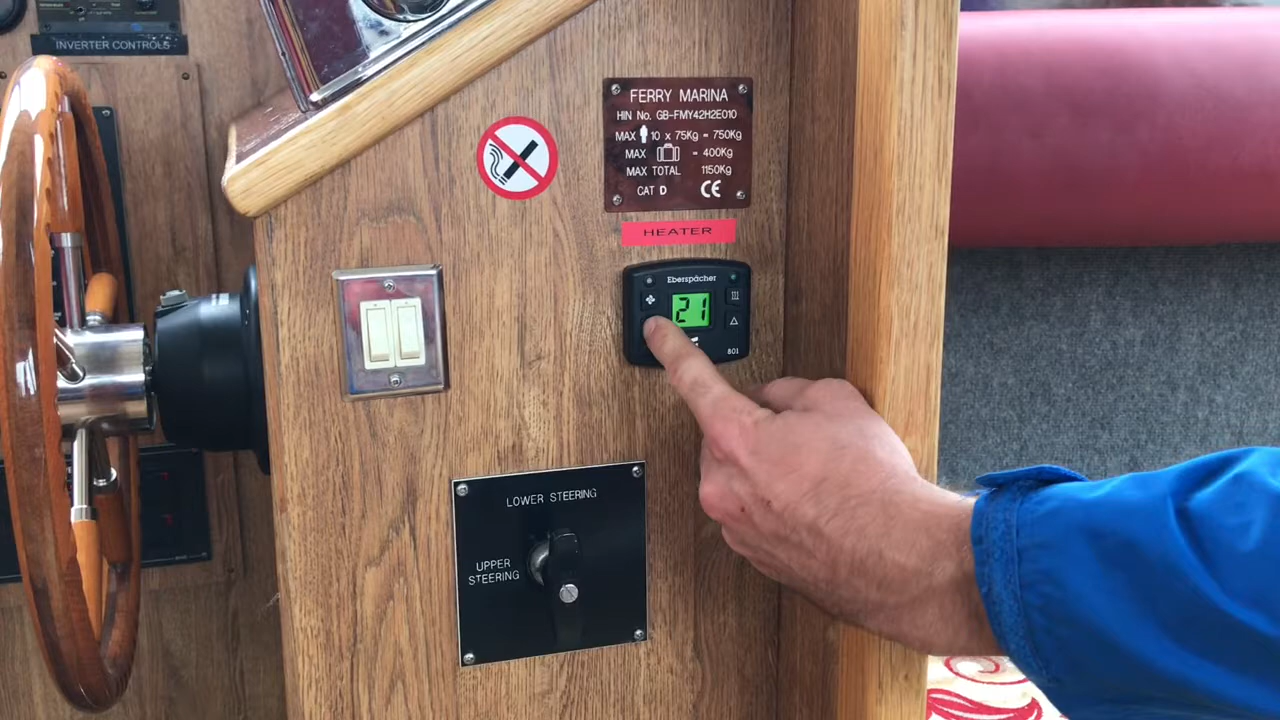 INVERTER CONTROLS
FERRY MARINA
HIN No. GB-FMY42H2E010
MAX 10 x 75Kg = 750Kg
MAX = 400Kg
MAX TOTAL 1150Kg
CAT D CE
HEATER
Eberspächer
21
801
LOWER STEERING
UPPER
STEERING